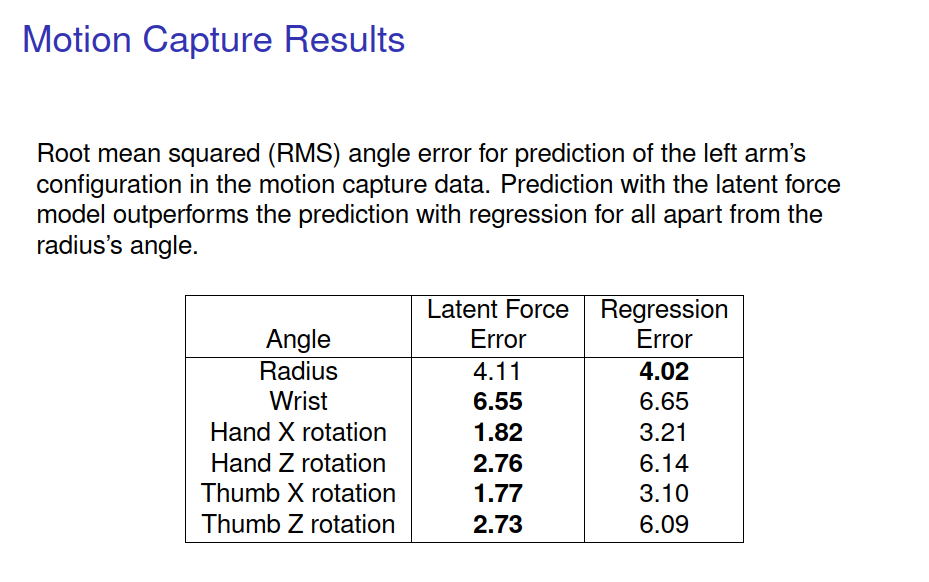 Motion Capture Results
Root mean squared (RMS) angle error for prediction of the left arm's
configuration in the motion capture data. Prediction with the latent force
model outperforms the prediction with regression for all apart from the
radius's angle.
Latent Force Regression
Angle Error Error
Radius 4.11 4.02
Wrist 6.55 6.65
Hand X rotation 1.82 3.21
Hand Z rotation 2.76 6.14
Thumb X rotation 1.77 3.10
Thumb Z rotation 2.73 6.09